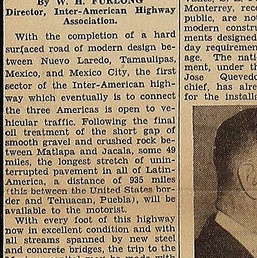 By W. H. FURLONG
Director, Inter-American Highway
Association.
With the completion of a hard
surfaced road of modern design be-
tween Nuevo Laredo, Tamaulipas,
Mexico, and Mexico City, the first
sector of the Inter-American high-
way which eventually is to connect
the three Americas is open to ve-
hicular traffic. Following the final
oil treatment of the short gap of
smooth gravel and crushed rock be-
tween Matlapa and Jacala, some 49
miles, the longest stretch of unin-
terrupted pavement in all of Latin-
America, a distance of 935 miles
(this between the United States bor-
der and Tehuacan, Puebla), will be
available to the motorist.
With every foot of this highway
now in excellent condition and with
all streams spanned by new steel
and concrete bridges, the trip to the
Monterrey, rece
public, are not
modern constru
ments designed
day requirement
age. The natio
ment, under th
Jose Quevedo
chief, has alre
for the installa